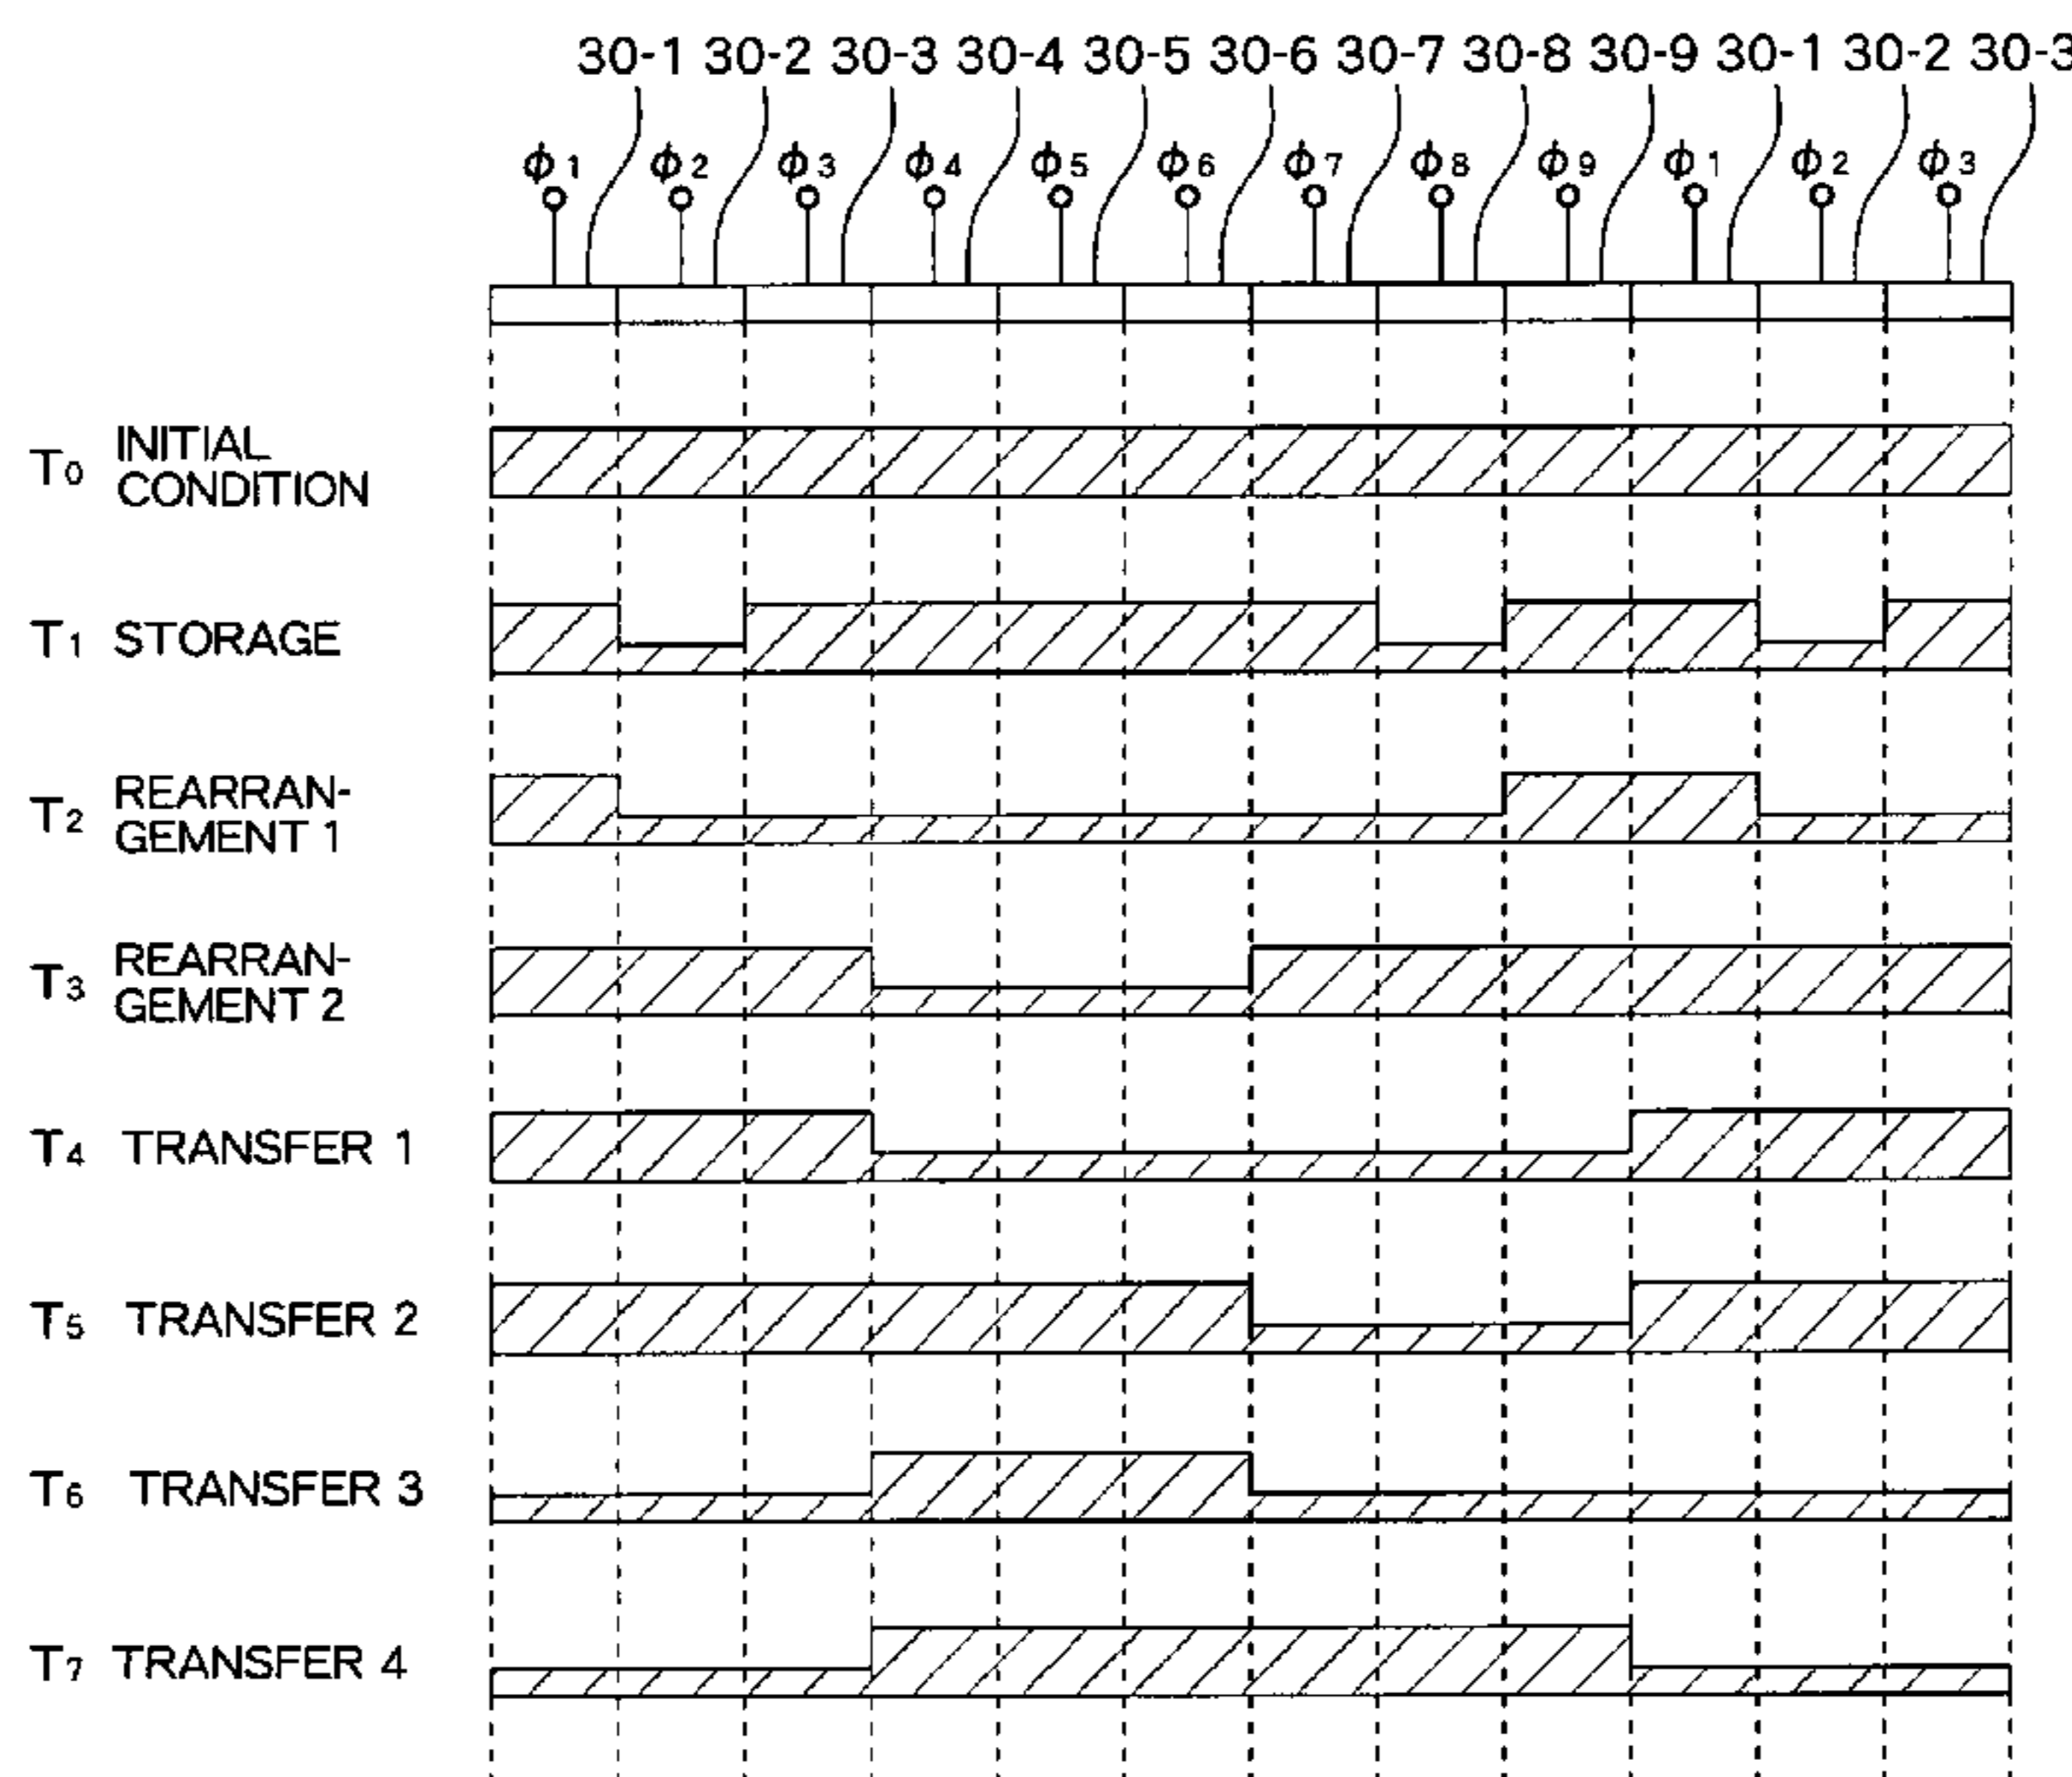 30-1 30-2 30-3 30-4 30-5 30-6 30-7 30-8 30-9 30-1 30-2 30-3
ϕ1 ϕ2 ϕ3 ϕ4 ϕ5 ϕ6 ϕ7 ϕ8 ϕ9 ϕ1 ϕ2 ϕ3
T0 INITIAL
CONDITION
T1 STORAGE
T2 REARRAN-
GEMENT 1
T3 REARRAN-
GEMENT 2
T4 TRANSFER 1
T5 TRANSFER 2
T6 TRANSFER 3
T7 TRANSFER 4